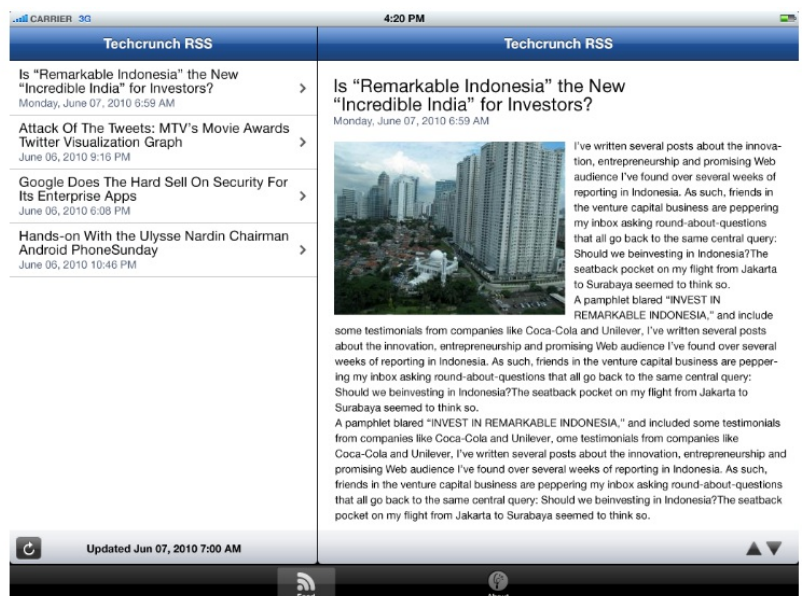 CARRIER 3G
4:20 PM
Techcrunch RSS
Is “Remarkable Indonesia” the New
“Incredible India” for Investors?
Monday, June 07, 2010 6:59 AM
Attack Of The Tweets: MTV's Movie Awards
Twitter Visualization Graph
June 06, 2010 9:16 PM
Google Does The Hard Sell On Security For
Its Enterprise Apps
June 06, 2010 6:08 PM
Hands-on With the Ulysse Nardin Chairman
Android PhoneSunday
June 06, 2010 10:46 PM
Updated Jun 07, 2010 7:00 AM
Techcrunch RSS
Is “Remarkable Indonesia” the New
“Incredible India” for Investors?
Monday, June 07, 2010 6:59 AM
I've written several posts about the innova-
tion, entrepreneurship and promising Web
audience I've found over several weeks of
reporting in Indonesia. As such, friends in
the venture capital business are peppering
my inbox asking round-about-questions
that all go back to the same central query:
Should we beinvesting in Indonesia?The
seatback pocket on my flight from Jakarta
to Surabaya seemed to think so.
A pamphlet blared “INVEST IN
REMARKABLE INDONESIA,” and include
some testimonials from companies like Coca-Cola and Unilever, I've written several posts
about the innovation, entrepreneurship and promising Web audience I've found over several
weeks of reporting in Indonesia. As such, friends in the venture capital business are pepper-
ing my inbox asking round-about-questions that all go back to the same central query:
Should we beinvesting in Indonesia?The seatback pocket on my flight from Jakarta to
Surabaya seemed to think so.
A pamphlet blared “INVEST IN REMARKABLE INDONESIA,” and included some testimonials
from companies like Coca-Cola and Unilever, ome testimonials from companies like
Coca-Cola and Unilever, I've written several posts about the innovation, entrepreneurship and
promising Web audience I've found over several weeks of reporting in Indonesia. As such,
friends in the venture capital business are peppering my inbox asking round-about-questions
that all go back to the same central query: Should we beinvesting in Indonesia?The seatback
pocket on my flight from Jakarta to Surabaya seemed to think so.